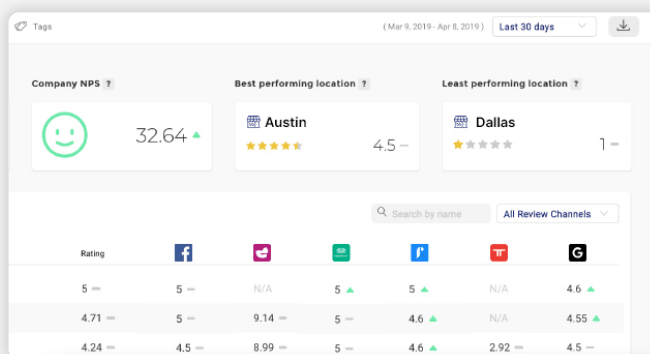 Tags ( Mar 9, 2019 - Apr 8, 2019 ) Last 30 days
Company NPS ? Best performing location ? Least performing location ?
32.64 Austin 4.5 Dallas 1
Search by name All Review Channels
Rating f G
5 5 N/A 5 5 N/A 4.6
4.71 5 9.14 5 4.6 N/A 4.55
4.24 4.5 8.99 5 4.6 2.92 4.5